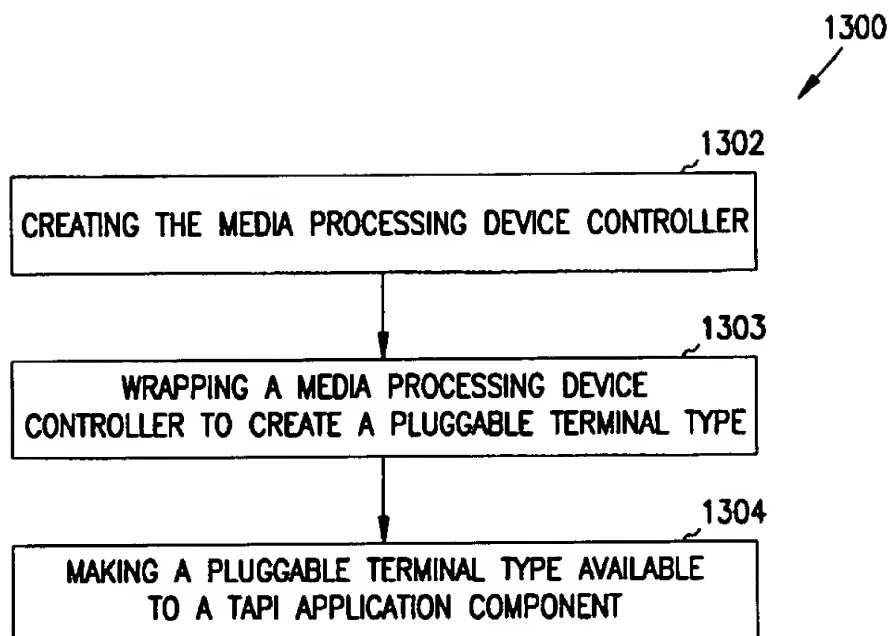 1300
1302
CREATING THE MEDIA PROCESSING DEVICE CONTROLLER
1303
WRAPPING A MEDIA PROCESSING DEVICE
CONTROLLER TO CREATE A PLUGGABLE TERMINAL TYPE
1304
MAKING A PLUGGABLE TERMINAL TYPE AVAILABLE
TO A TAPI APPLICATION COMPONENT